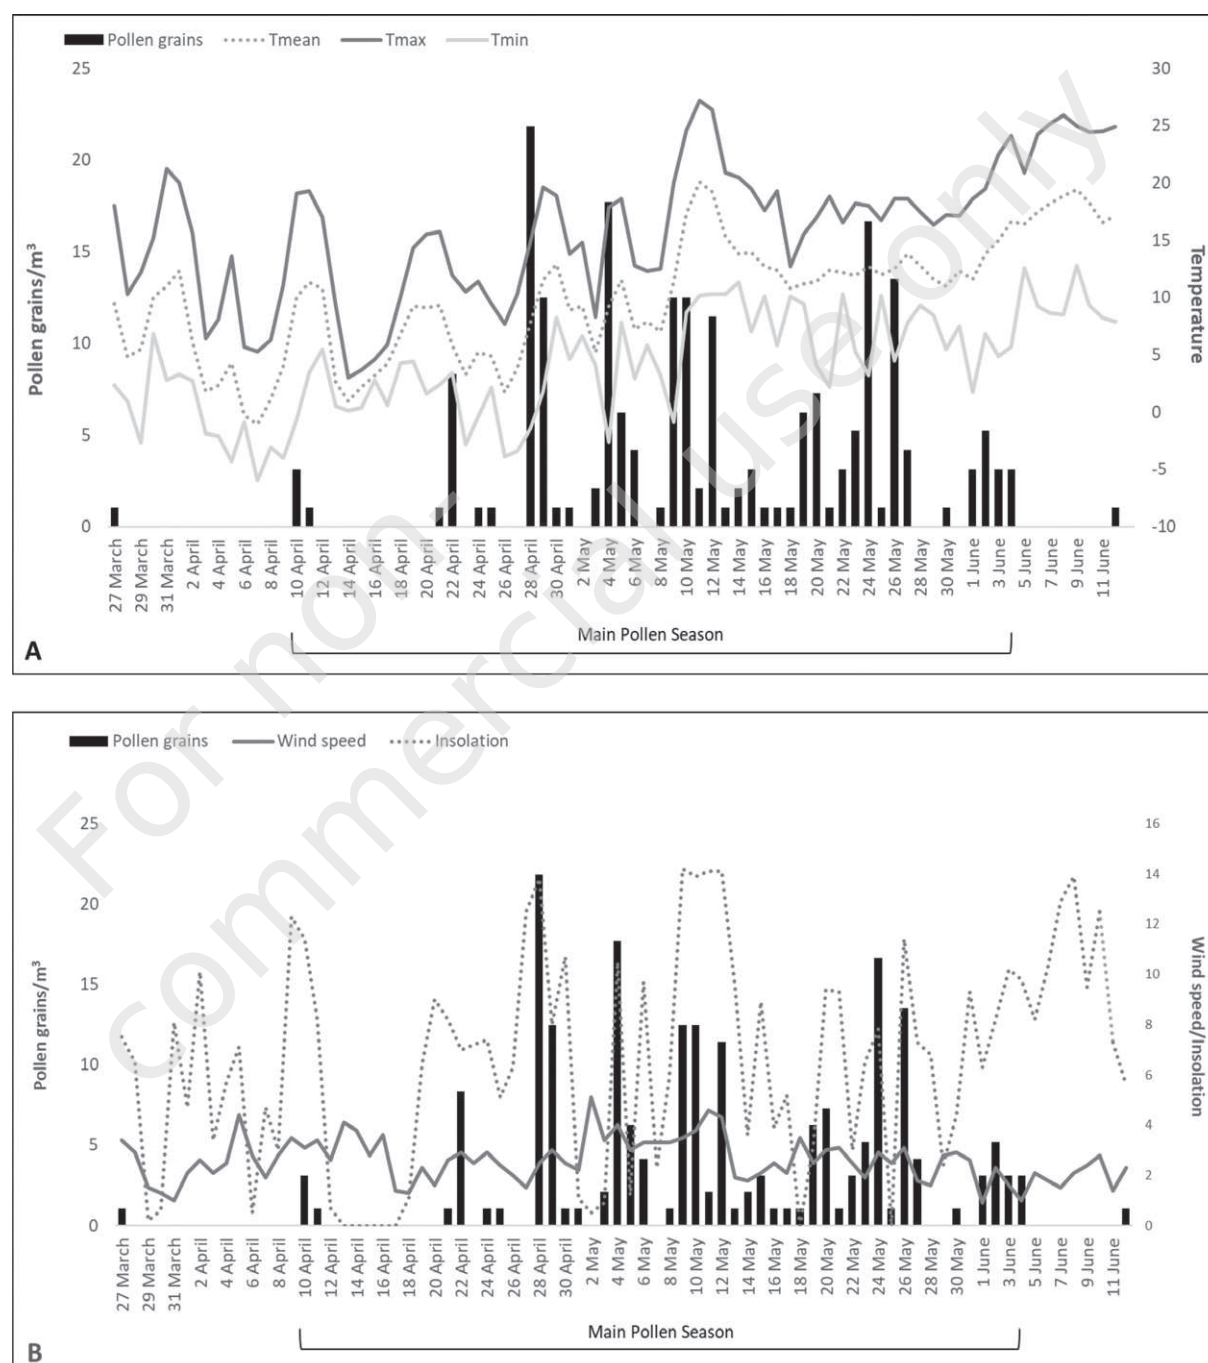 Pollen grains Tmean Tmax Tmin
25 30
20 25
15 20
10 15
5 10
0 5
0
-5
-10
Pollen grains/m³
Temperature
27 March 29 March 31 March 2 April 4 April 6 April 8 April 10 April 12 April 14 April 16 April 18 April 20 April 22 April 24 April 26 April 28 April 30 April 2 May 4 May 6 May 8 May 10 May 12 May 14 May 16 May 18 May 20 May 22 May 24 May 26 May 28 May 30 May 1 June 3 June 5 June 7 June 9 June 11 June
Main Pollen Season
A
Pollen grains Wind speed Insolation
25 16
20 14
15 12
10 10
5 8
0 6
4
2
0
Pollen grains/m³
Wind speed/Insolation
27 March 29 March 31 March 2 April 4 April 6 April 8 April 10 April 12 April 14 April 16 April 18 April 20 April 22 April 24 April 26 April 28 April 30 April 2 May 4 May 6 May 8 May 10 May 12 May 14 May 16 May 18 May 20 May 22 May 24 May 26 May 28 May 30 May 1 June 3 June 5 June 7 June 9 June 11 June
Main Pollen Season
B
For non-
commercial use only